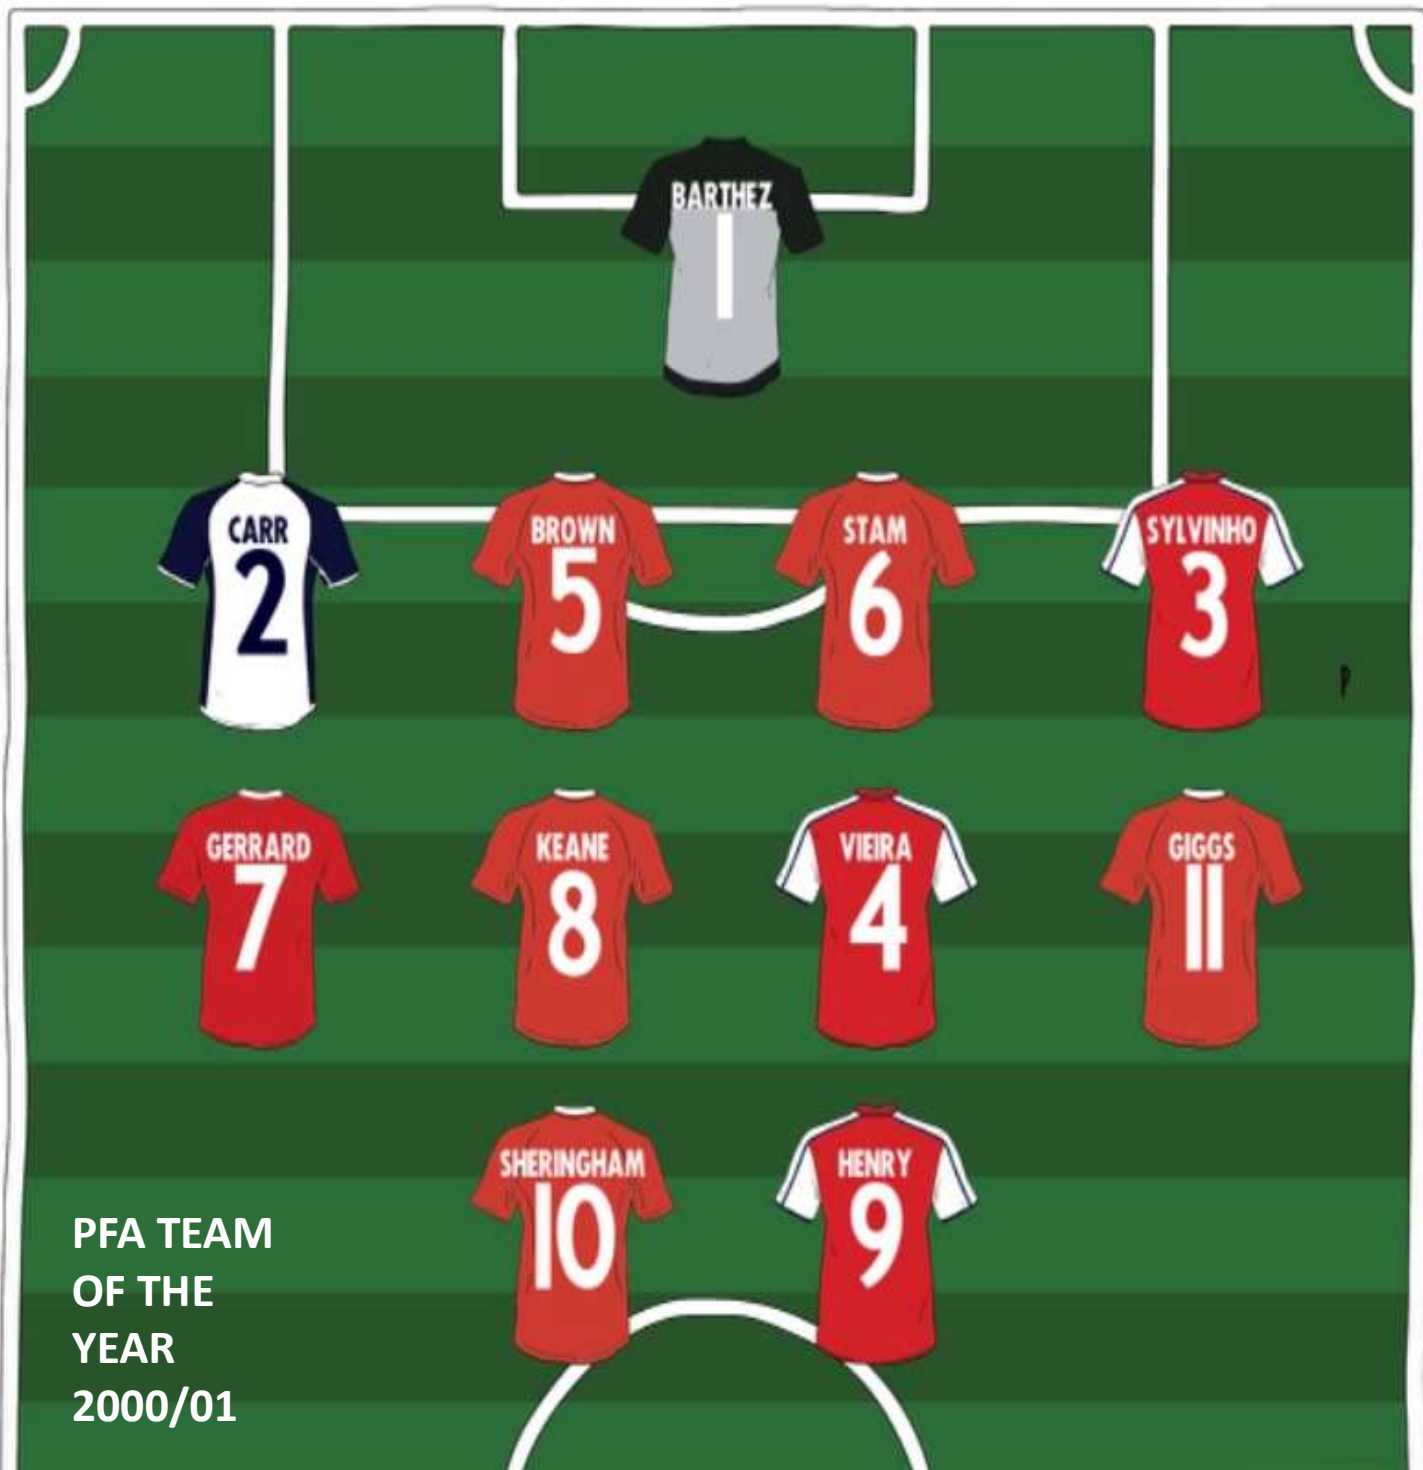 BARTHEZ
1
CARR
2
BROWN
5
STAM
6
SYLVINHO
3
P
GERRARD
7
KEANE
8
VIEIRA
4
GIGGS
11
SHERINGHAM
10
HENRY
9
PFA TEAM
OF THE
YEAR
2000/01